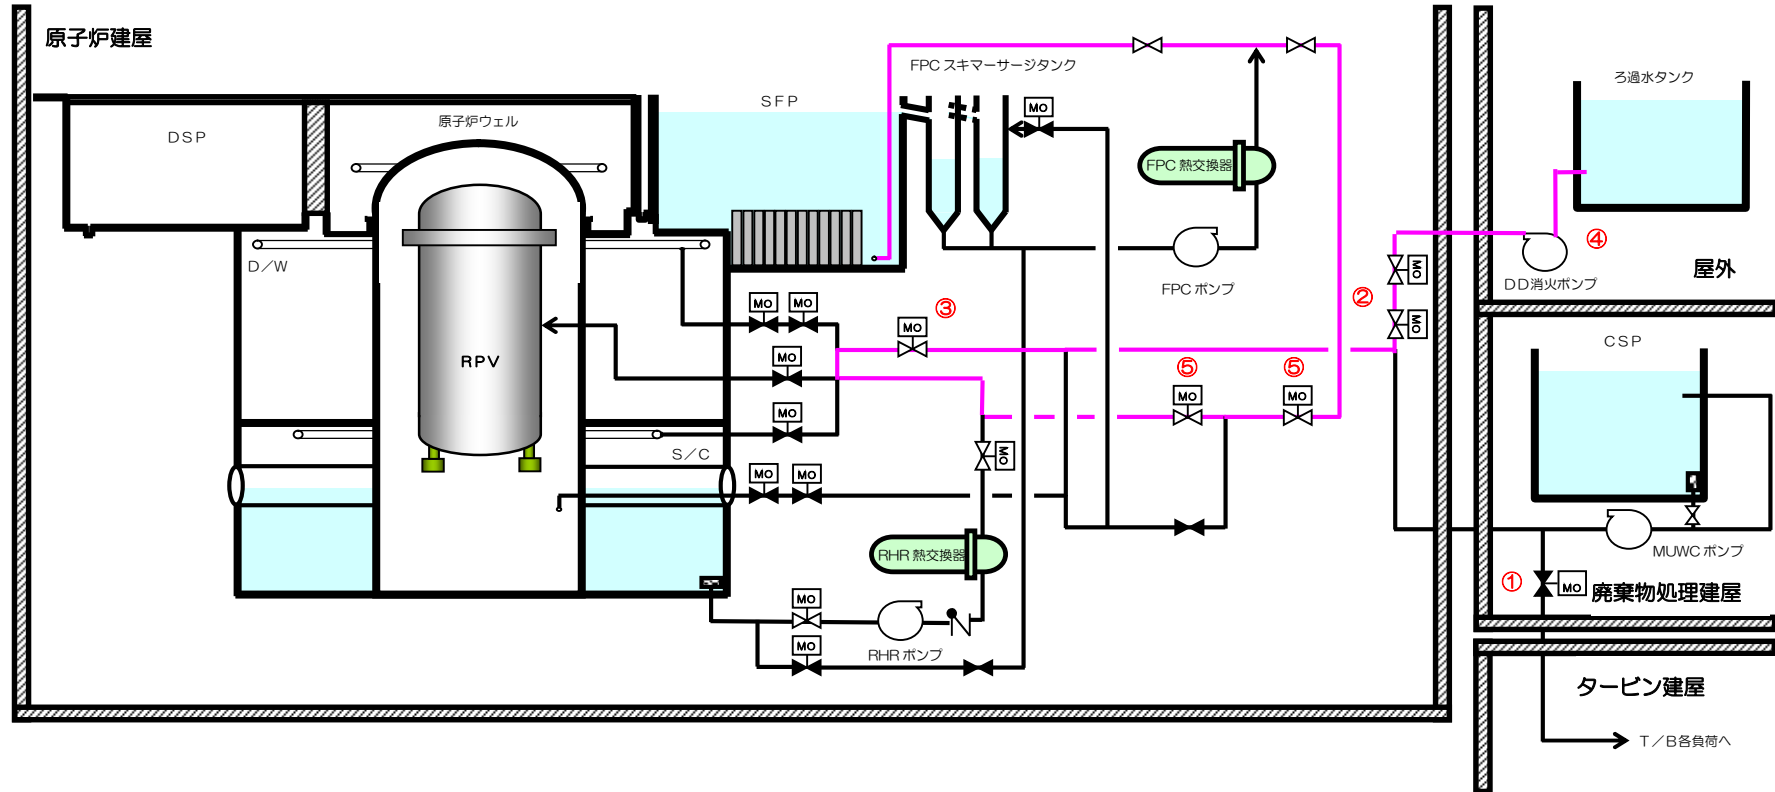 原子炉建屋
FPC スキマーサージタンク
ろ過水タンク
SFP
MO
原子炉ウェル
DSP
FPC 熱交換器
④
D/W
屋外
DD消火ポンプ
MO
FPC ポンプ
②
MO
MO
③
MO
MO
CSP
RPV
MO
⑤
⑤
MO
MO
MO
S/C
MO
MO
MO
RHR 熱交換器
MUWC ポンプ
①
MO
廃棄物処理建屋
MO
MO
RHR ポンプ
タービン建屋
T/B各負荷へ